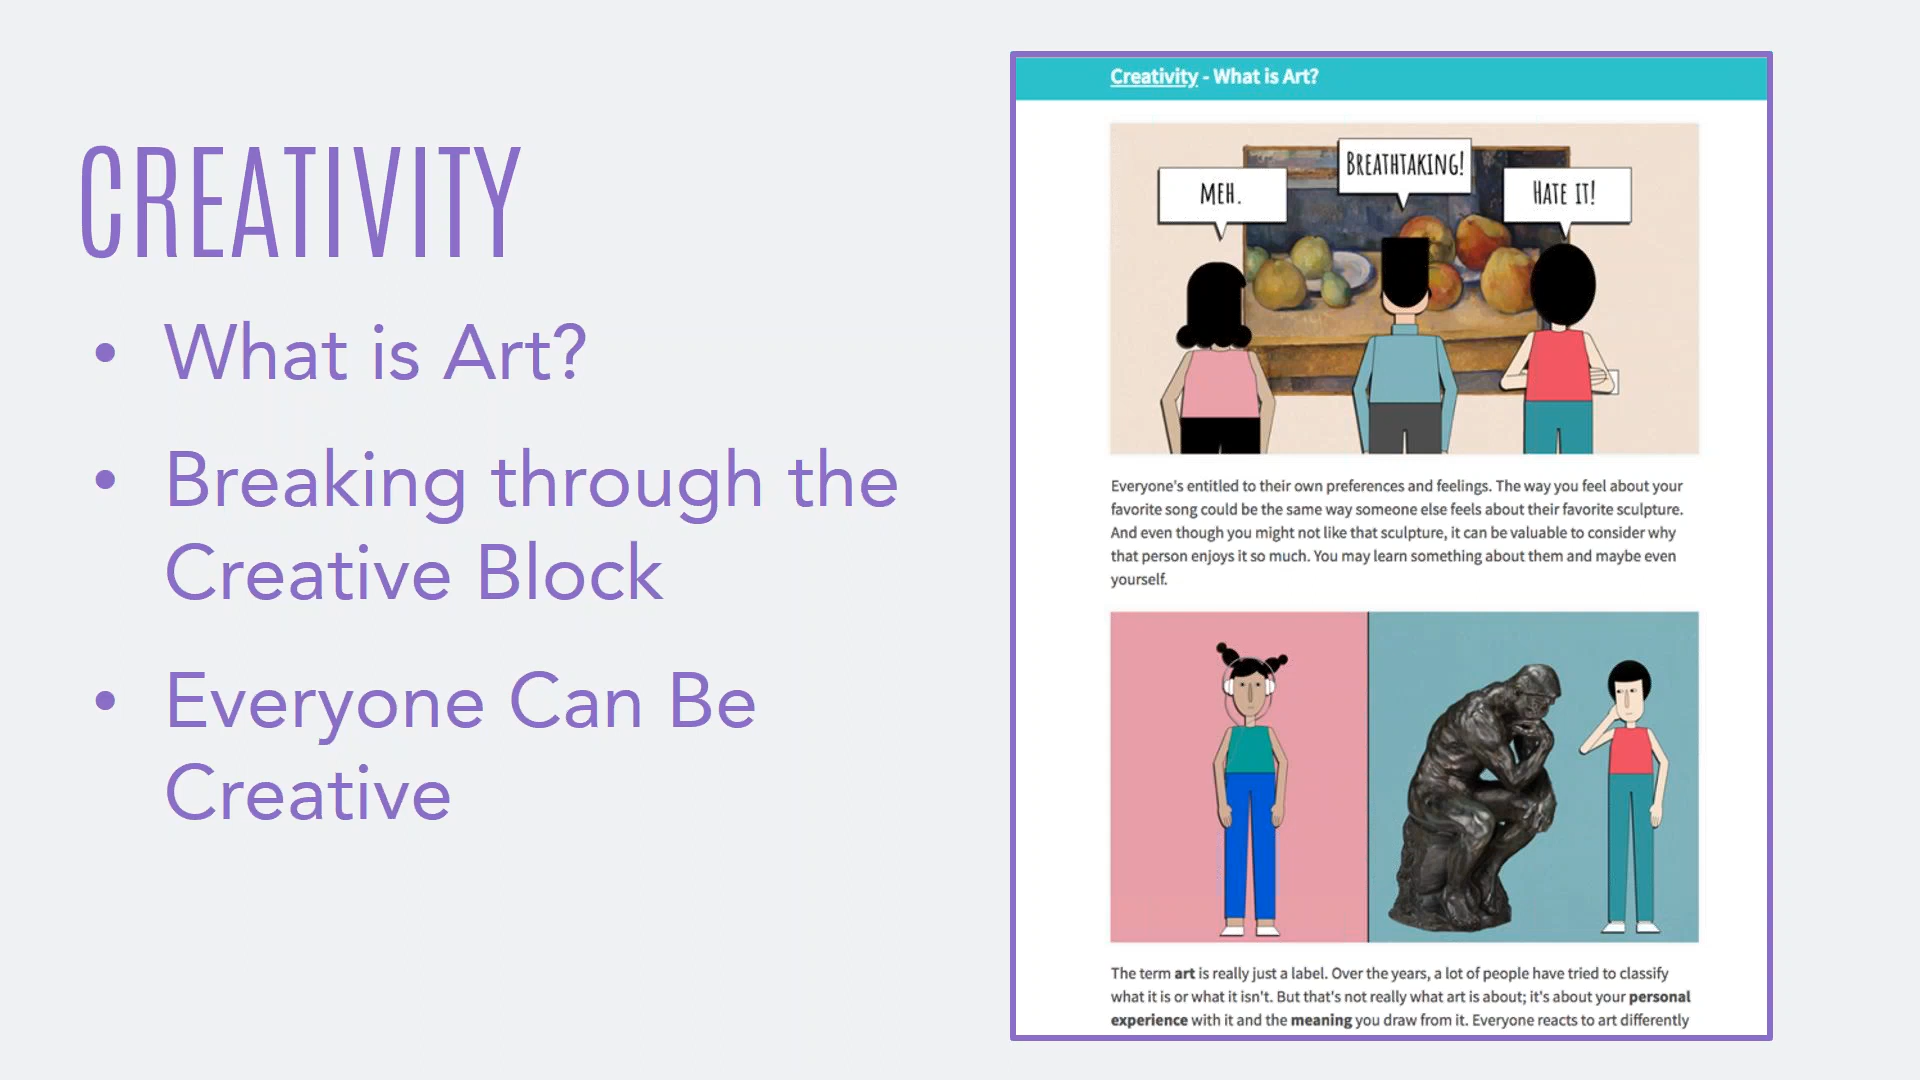 CREATIVITY
• What is Art?
• Breaking through the
Creative Block
• Everyone Can Be
Creative
Creativity - What is Art?
MEH.
BREATHTAKING!
HATE IT!
Everyone's entitled to their own preferences and feelings. The way you feel about your
favorite song could be the same way someone else feels about their favorite sculpture.
And even though you might not like that sculpture, it can be valuable to consider why
that person enjoys it so much. You may learn something about them and maybe even
yourself.
The term art is really just a label. Over the years, a lot of people have tried to classify
what it is or what it isn't. But that's not really what art is about; it's about your personal
experience with it and the meaning you draw from it. Everyone reacts to art differently